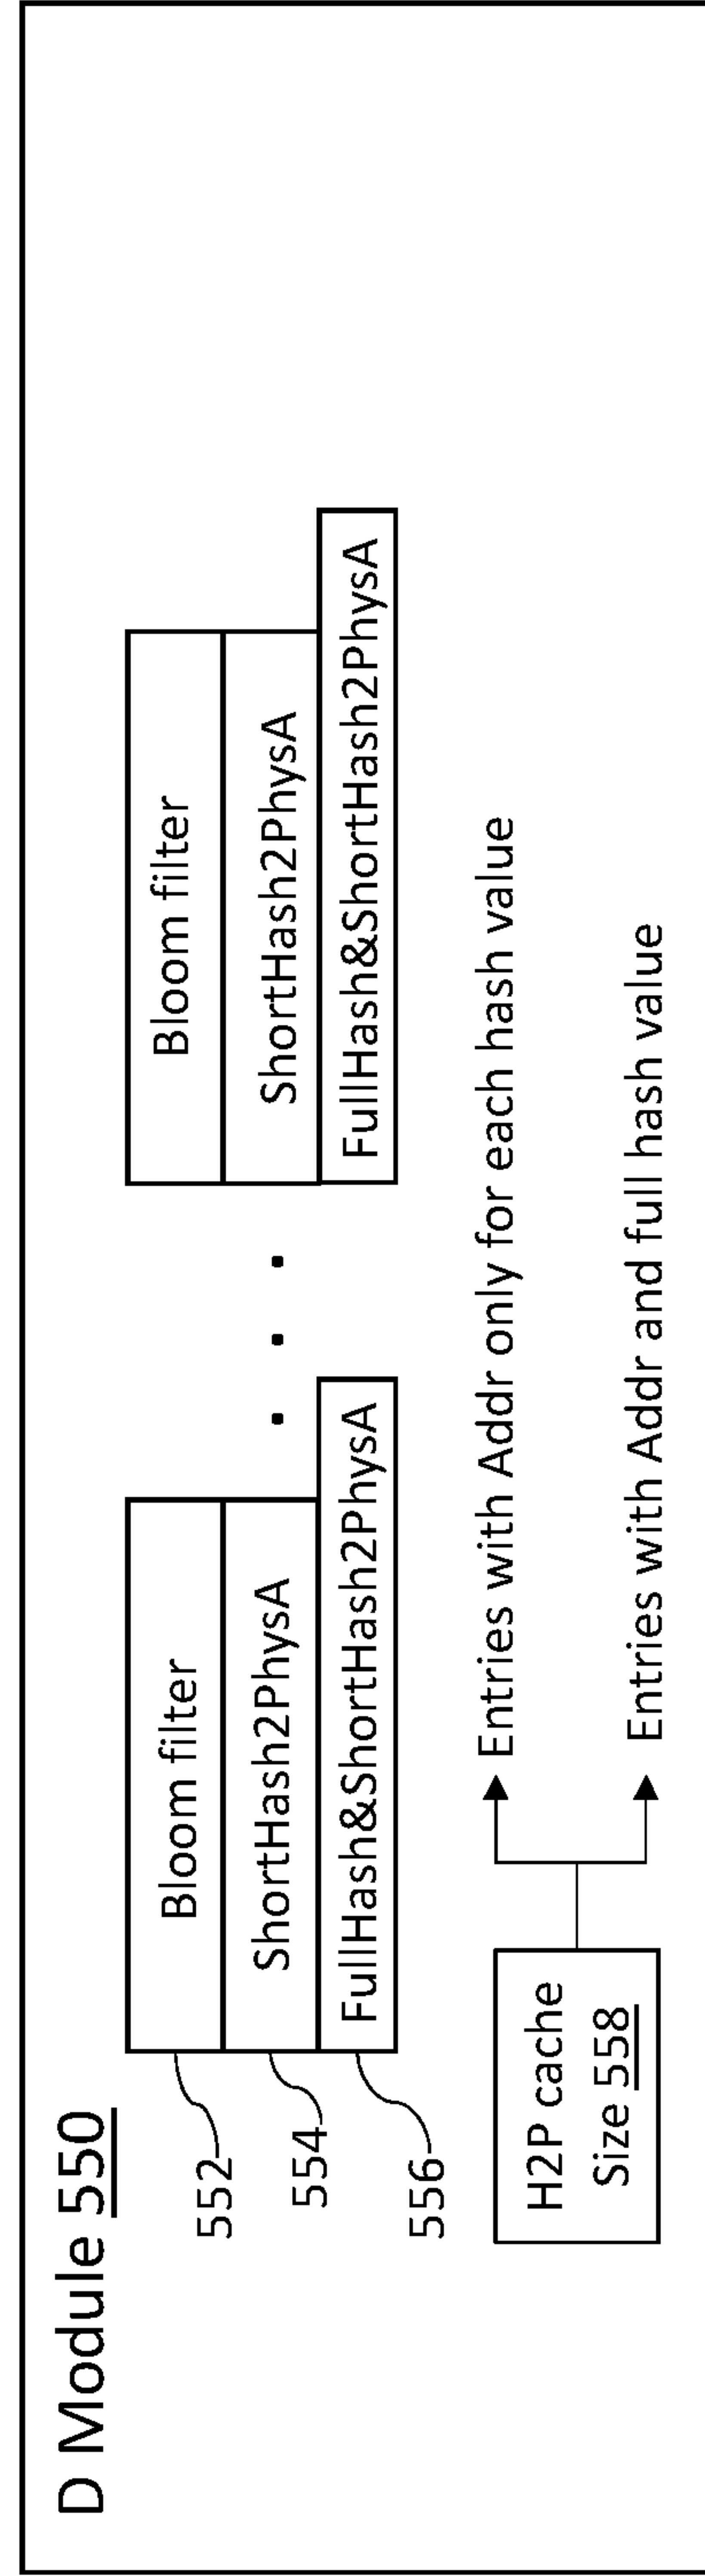 D Module 550
Bloom filter
ShortHash2PhysA
FullHash&ShortHash2PhysA
552
554
556
. . .
Bloom filter
ShortHash2PhysA
FullHash&ShortHash2PhysA
H2P cache
Size 558
Entries with Addr only for each hash value
Entries with Addr and full hash value